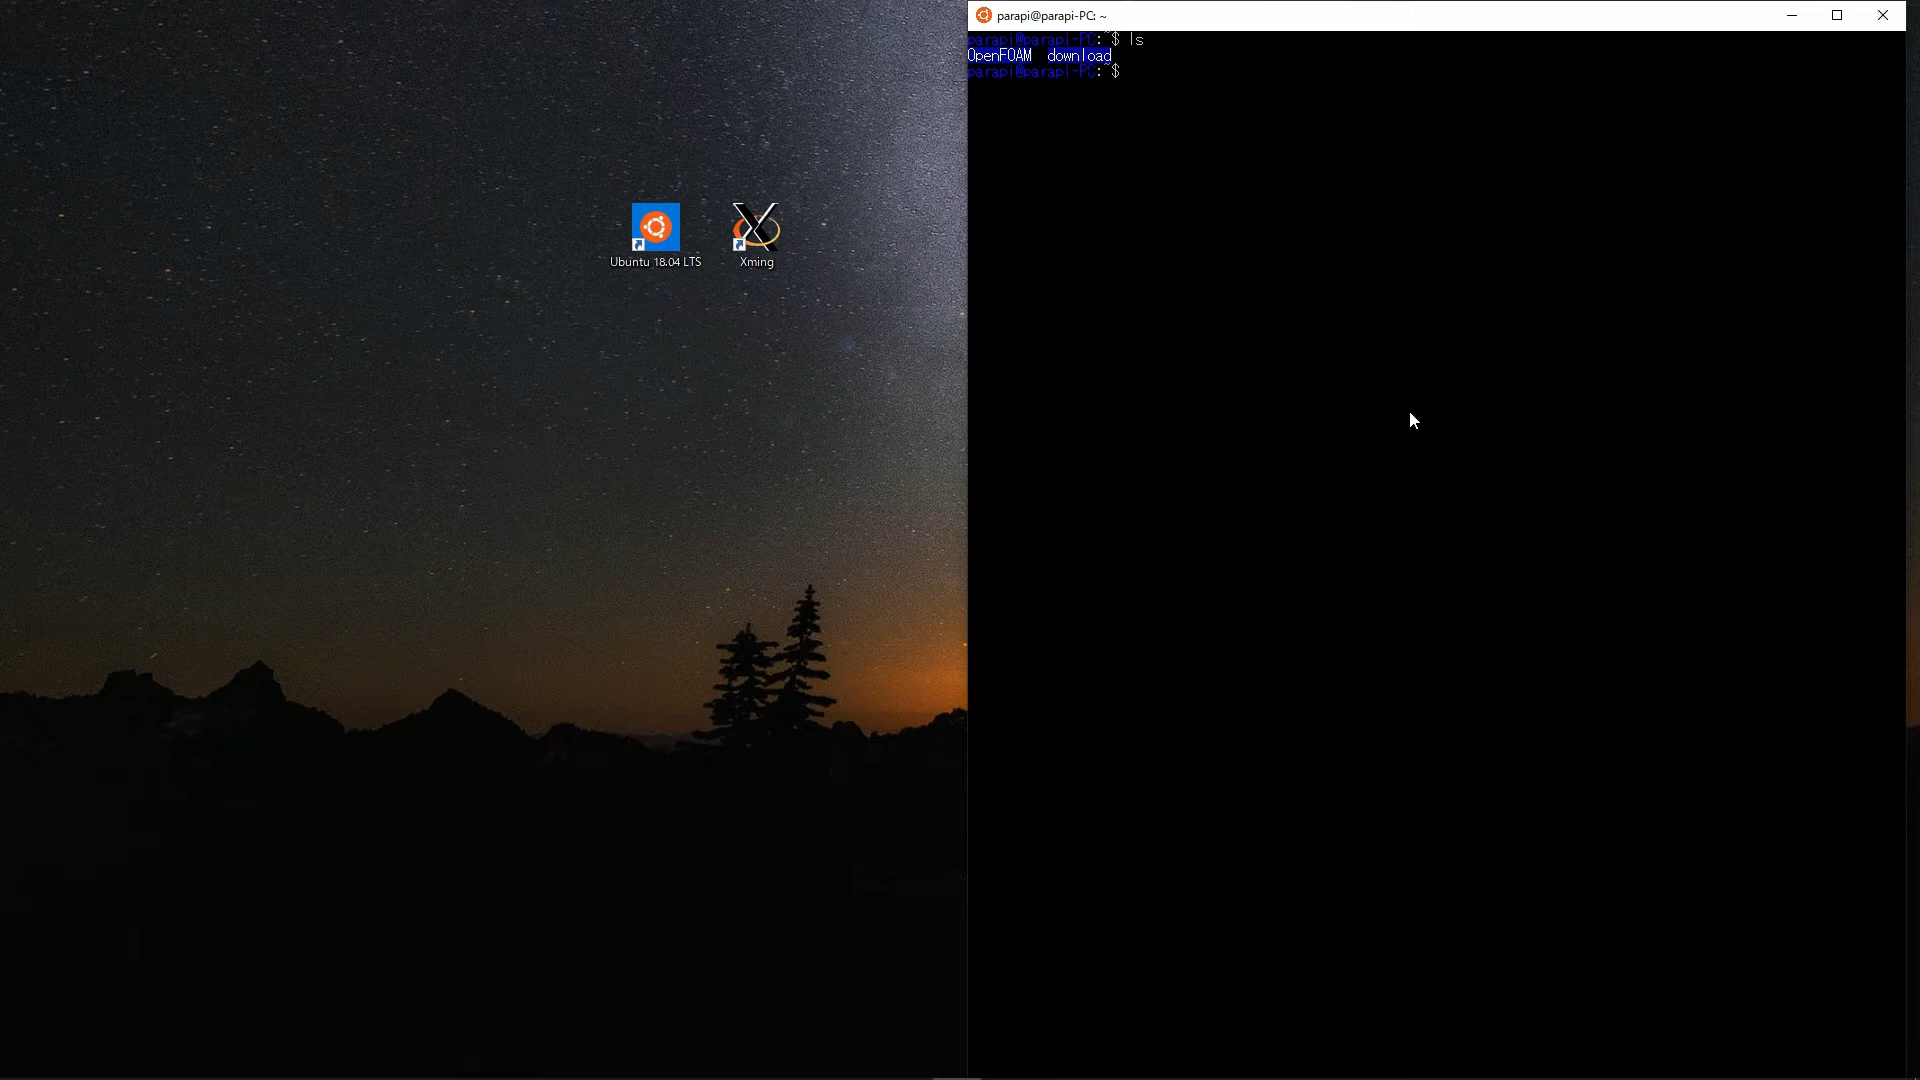 parapi@parapi-PC: ~
parapi@parapi-PC:~$ ls
OpenFOAM  download
parapi@parapi-PC:~$
Ubuntu 18.04 LTS
Xming